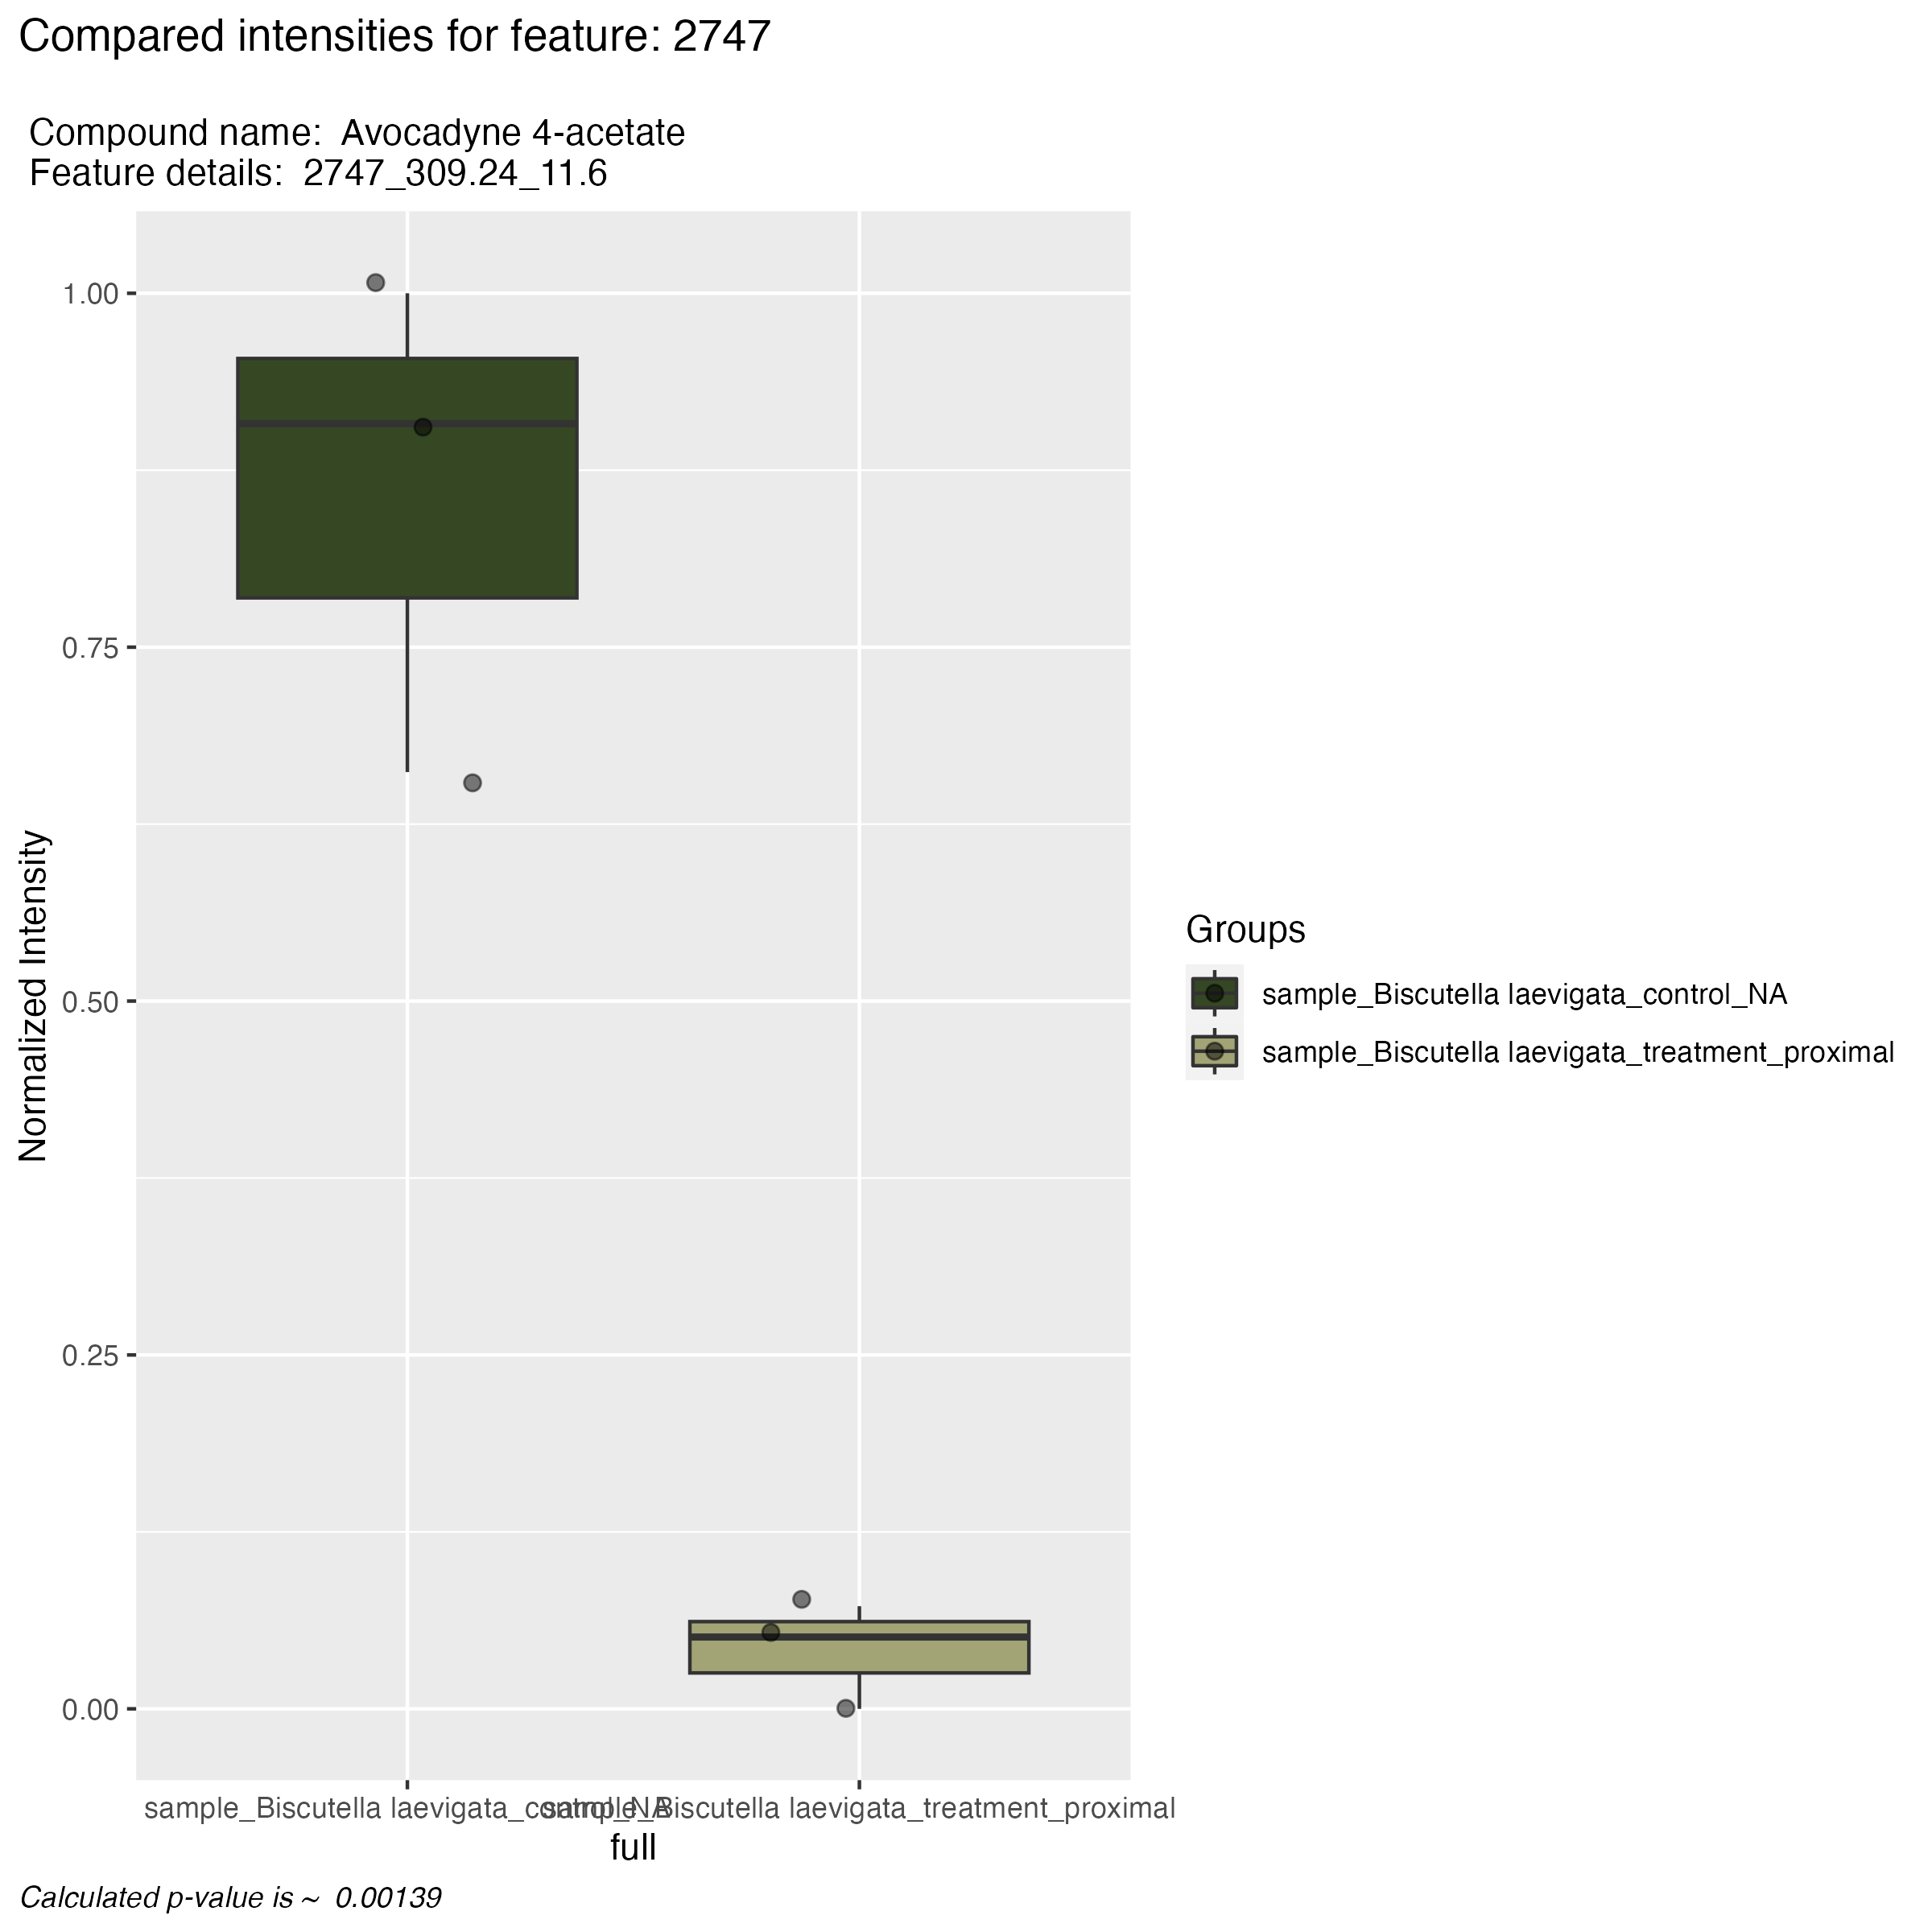 Compared intensities for feature: 2747
Compound name:  Avocadyne 4-acetate
Feature details:  2747_309.24_11.6
Normalized Intensity
1.00
0.75
0.50
0.25
0.00
sample_Biscutella laevigata_control_NA
sample_Biscutella laevigata_treatment_proximal
full
Groups
sample_Biscutella laevigata_control_NA
sample_Biscutella laevigata_treatment_proximal
Calculated p-value is ~  0.00139